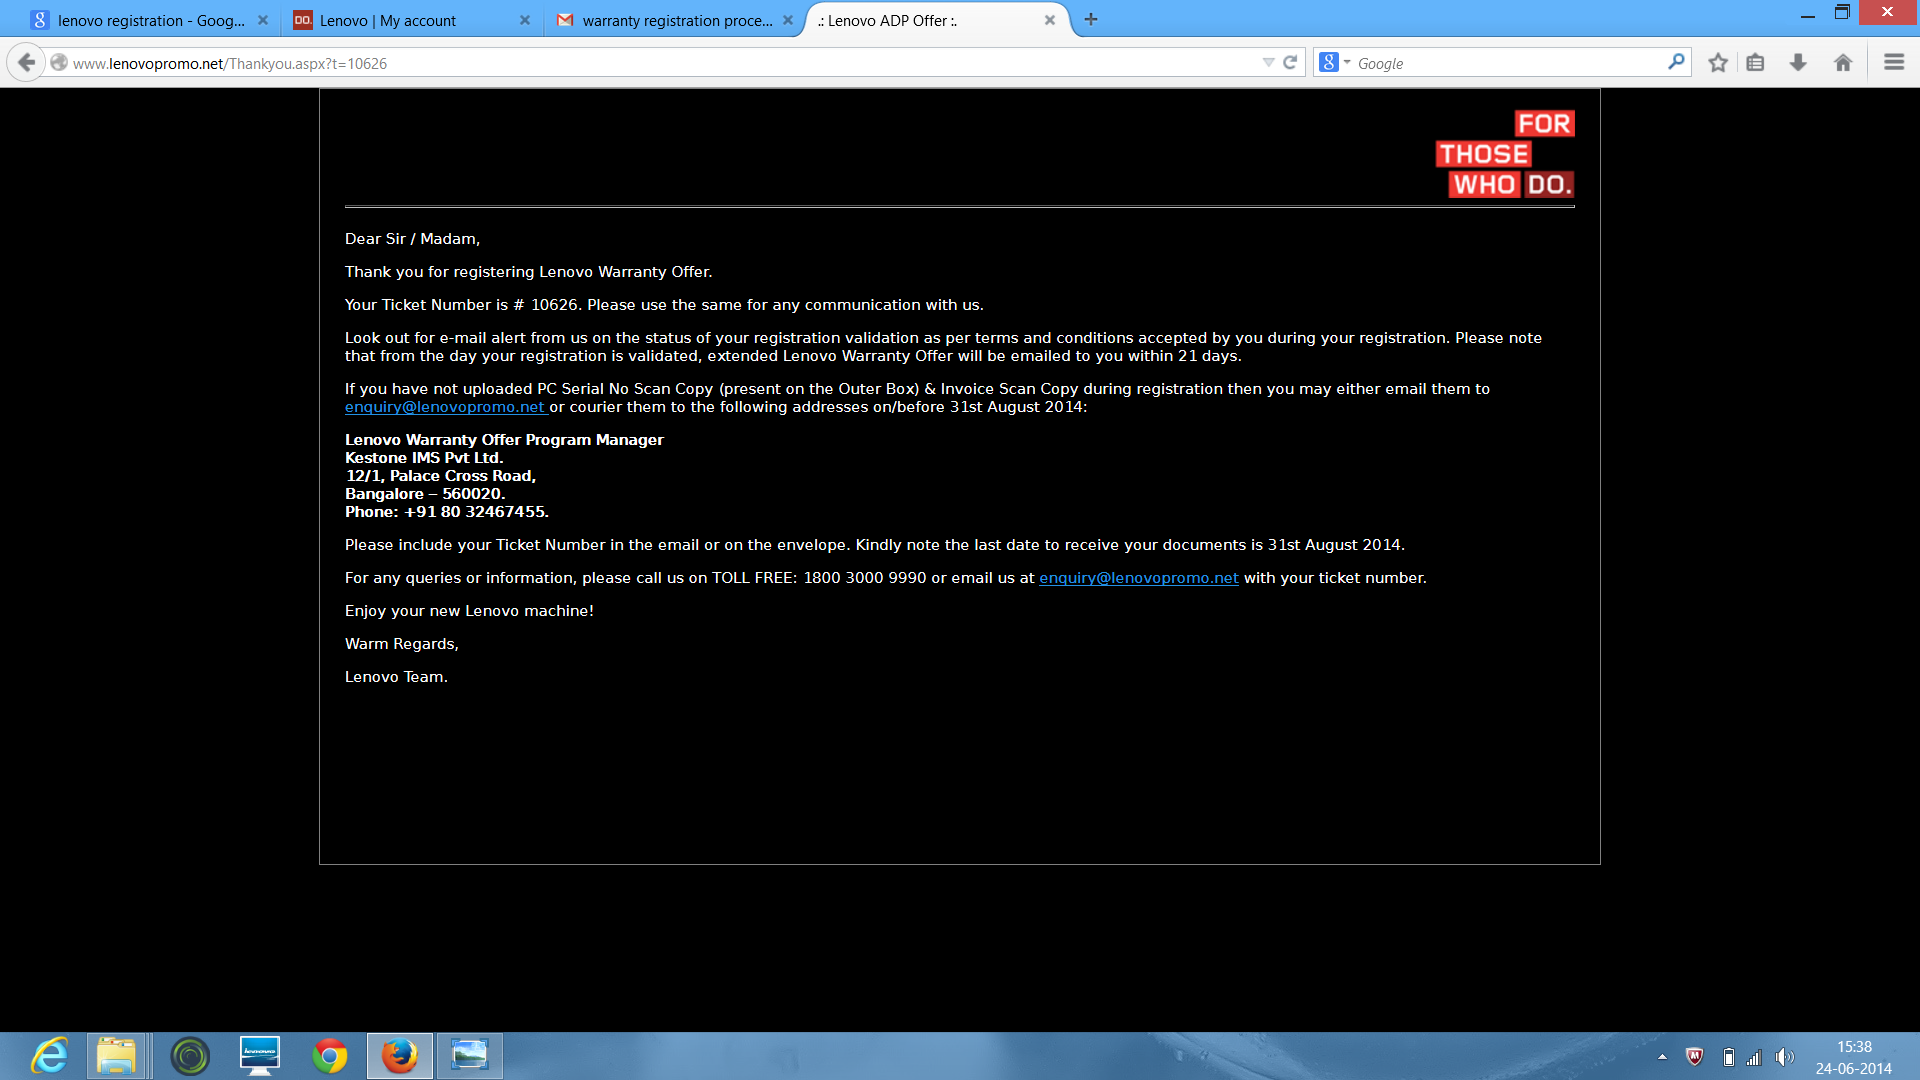 lenovo registration - Goog...
Lenovo | My account
warranty registration proce...
.: Lenovo ADP Offer :.
www.lenovopromo.net/Thankyou.aspx?t=10626
Google
FOR
THOSE
WHO DO.
Dear Sir / Madam,
Thank you for registering Lenovo Warranty Offer.
Your Ticket Number is # 10626. Please use the same for any communication with us.
Look out for e-mail alert from us on the status of your registration validation as per terms and conditions accepted by you during your registration. Please note
that from the day your registration is validated, extended Lenovo Warranty Offer will be emailed to you within 21 days.
If you have not uploaded PC Serial No Scan Copy (present on the Outer Box) & Invoice Scan Copy during registration then you may either email them to
enquiry@lenovopromo.net or courier them to the following addresses on/before 31st August 2014:
Lenovo Warranty Offer Program Manager
Kestone IMS Pvt Ltd.
12/1, Palace Cross Road,
Bangalore – 560020.
Phone: +91 80 32467455.
Please include your Ticket Number in the email or on the envelope. Kindly note the last date to receive your documents is 31st August 2014.
For any queries or information, please call us on TOLL FREE: 1800 3000 9990 or email us at enquiry@lenovopromo.net with your ticket number.
Enjoy your new Lenovo machine!
Warm Regards,
Lenovo Team.
15:38
24-06-2014